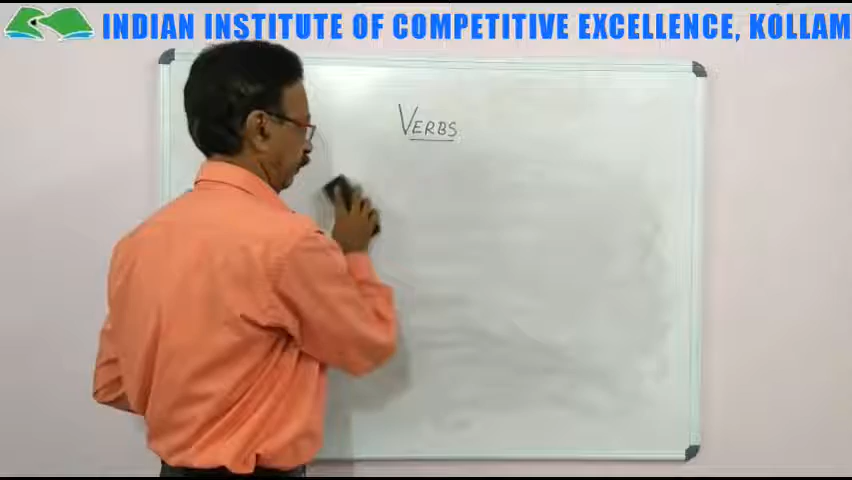 INDIAN INSTITUTE OF COMPETITIVE EXCELLENCE, KOLLAM
VERBS